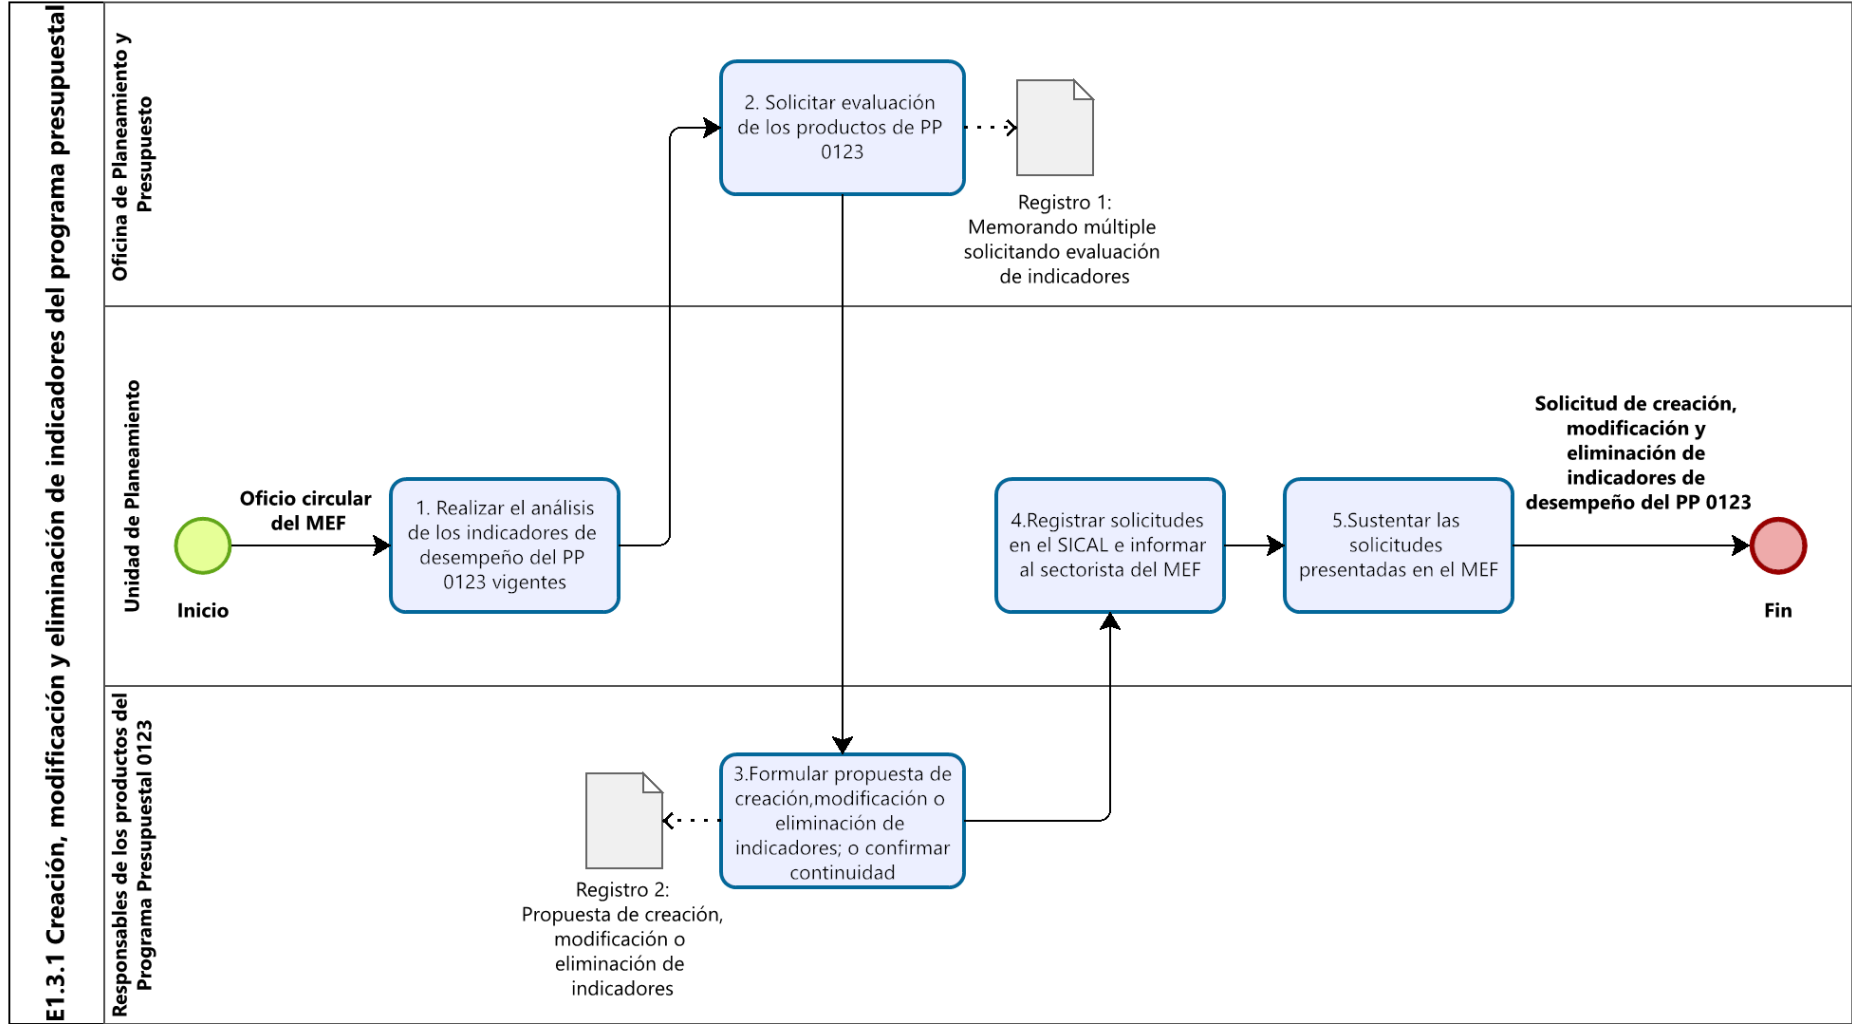 E1.3.1 Creación, modificación y eliminación de indicadores del programa presupuestal
Oficina de Planeamiento y
Presupuesto
2. Solicitar evaluación
de los productos de PP
0123
Registro 1:
Memorando múltiple
solicitando evaluación
de indicadores
Unidad de Planeamiento
Inicio
Oficio circular
del MEF
1. Realizar el análisis
de los indicadores de
desempeño del PP
0123 vigentes
4.Registrar solicitudes
en el SICAL e informar
al sectorista del MEF
5.Sustentar las
solicitudes
presentadas en el MEF
Solicitud de creación,
modificación y
eliminación de
indicadores de
desempeño del PP 0123
Fin
Responsables de los productos del
Programa Presupuestal 0123
3.Formular propuesta de
creación,modificación o
eliminación de
indicadores; o confirmar
continuidad
Registro 2:
Propuesta de creación,
modificación o
eliminación de
indicadores